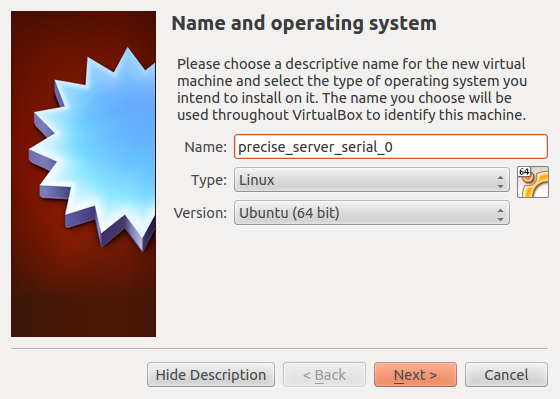 Name and operating system
Please choose a descriptive name for the new virtual
machine and select the type of operating system you
intend to install on it. The name you choose will be
used throughout VirtualBox to identify this machine.
Name: precise_server_serial_0
Type: Linux
64
Version: Ubuntu (64 bit)
Hide Description < Back Next > Cancel